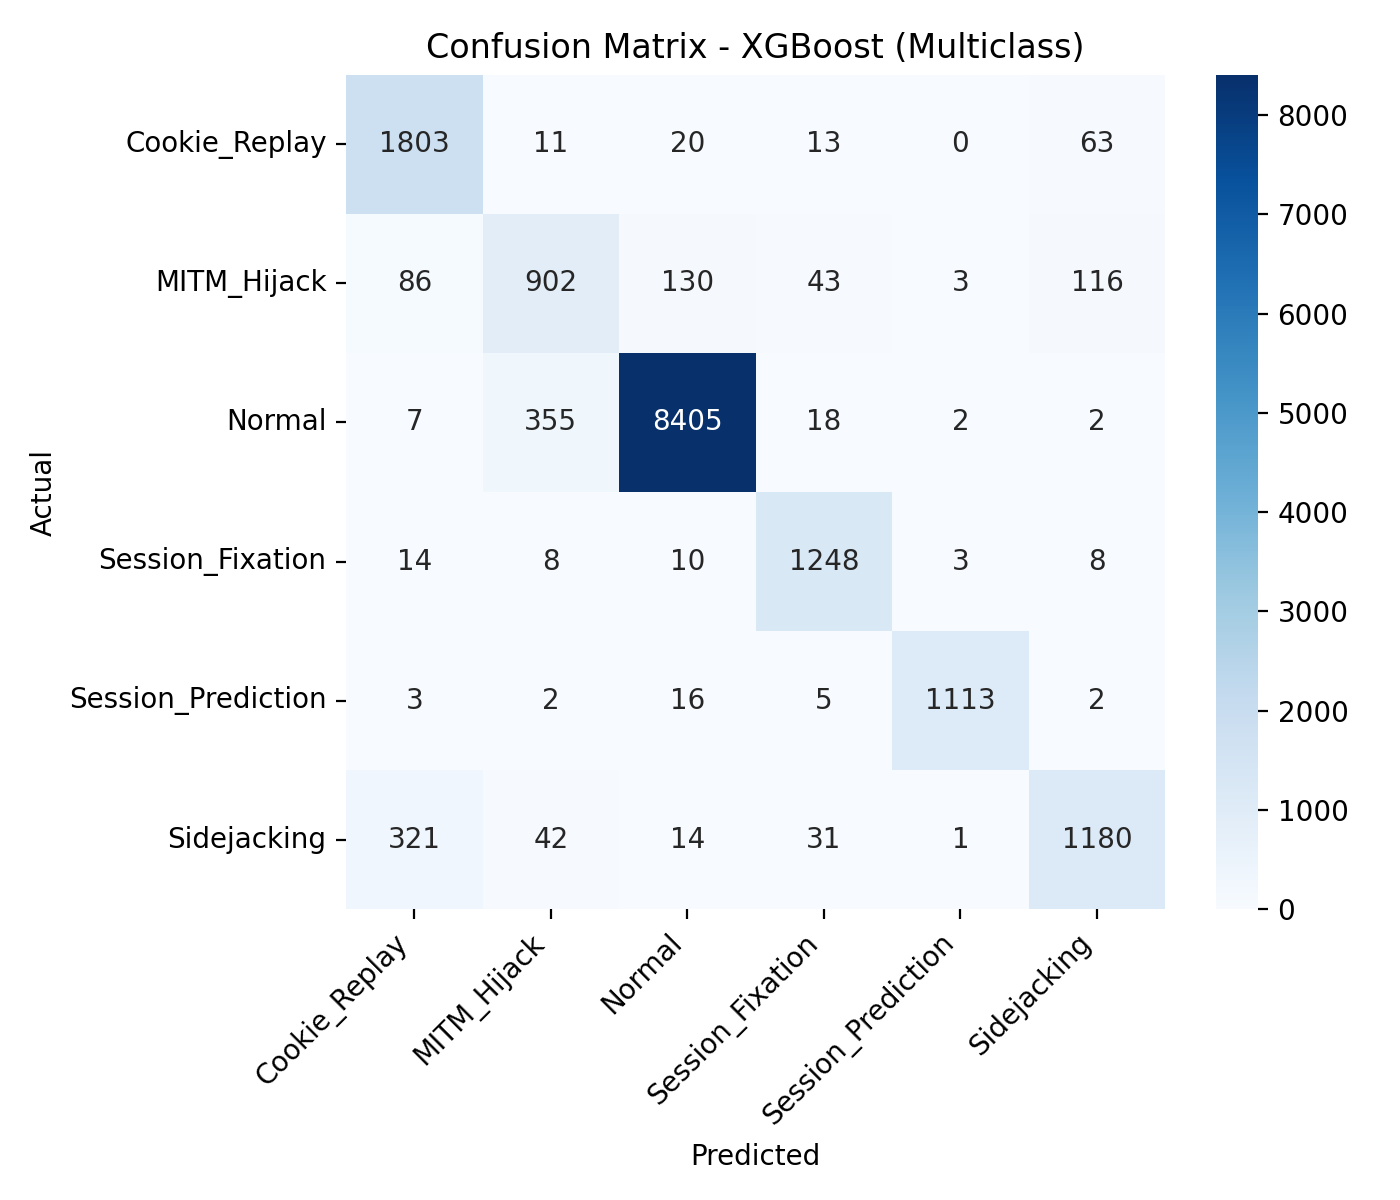 Confusion Matrix - XGBoost (Multiclass)
Cookie_Replay 1803 11 20 13 0 63
MITM_Hijack 86 902 130 43 3 116
Normal 7 355 8405 18 2 2
Session_Fixation 14 8 10 1248 3 8
Session_Prediction 3 2 16 5 1113 2
Sidejacking 321 42 14 31 1 1180
Actual
Cookie_Replay MITM_Hijack Normal Session_Fixation Session_Prediction Sidejacking
Predicted
8000
7000
6000
5000
4000
3000
2000
1000
0